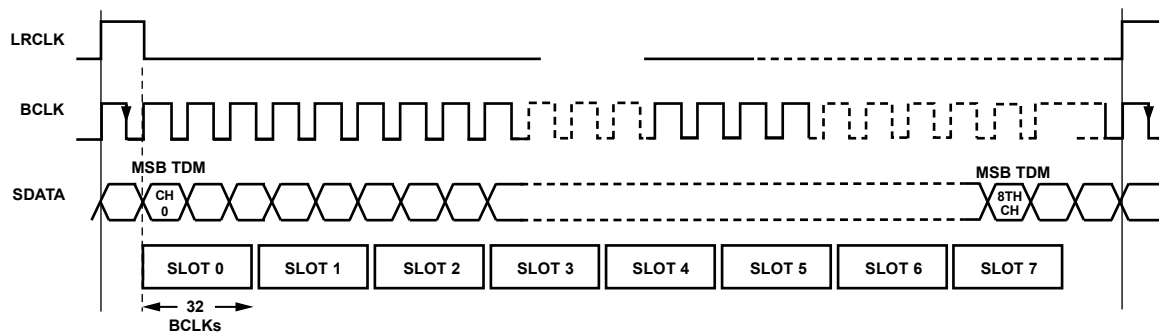 LRCLK
BCLK
MSB TDM
MSB TDM
SDATA
CH
0
8TH
CH
SLOT 0
SLOT 1
SLOT 2
SLOT 3
SLOT 4
SLOT 5
SLOT 6
SLOT 7
32
BCLKs